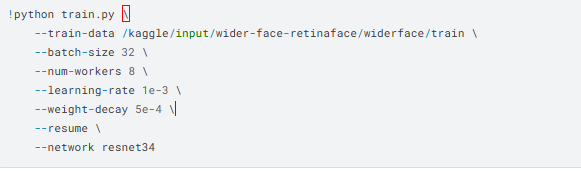 !python train.py \
--train-data /kaggle/input/wider-face-retinaface/widerface/train \
--batch-size 32 \
--num-workers 8 \
--learning-rate 1e-3 \
--weight-decay 5e-4 \
--resume \
--network resnet34